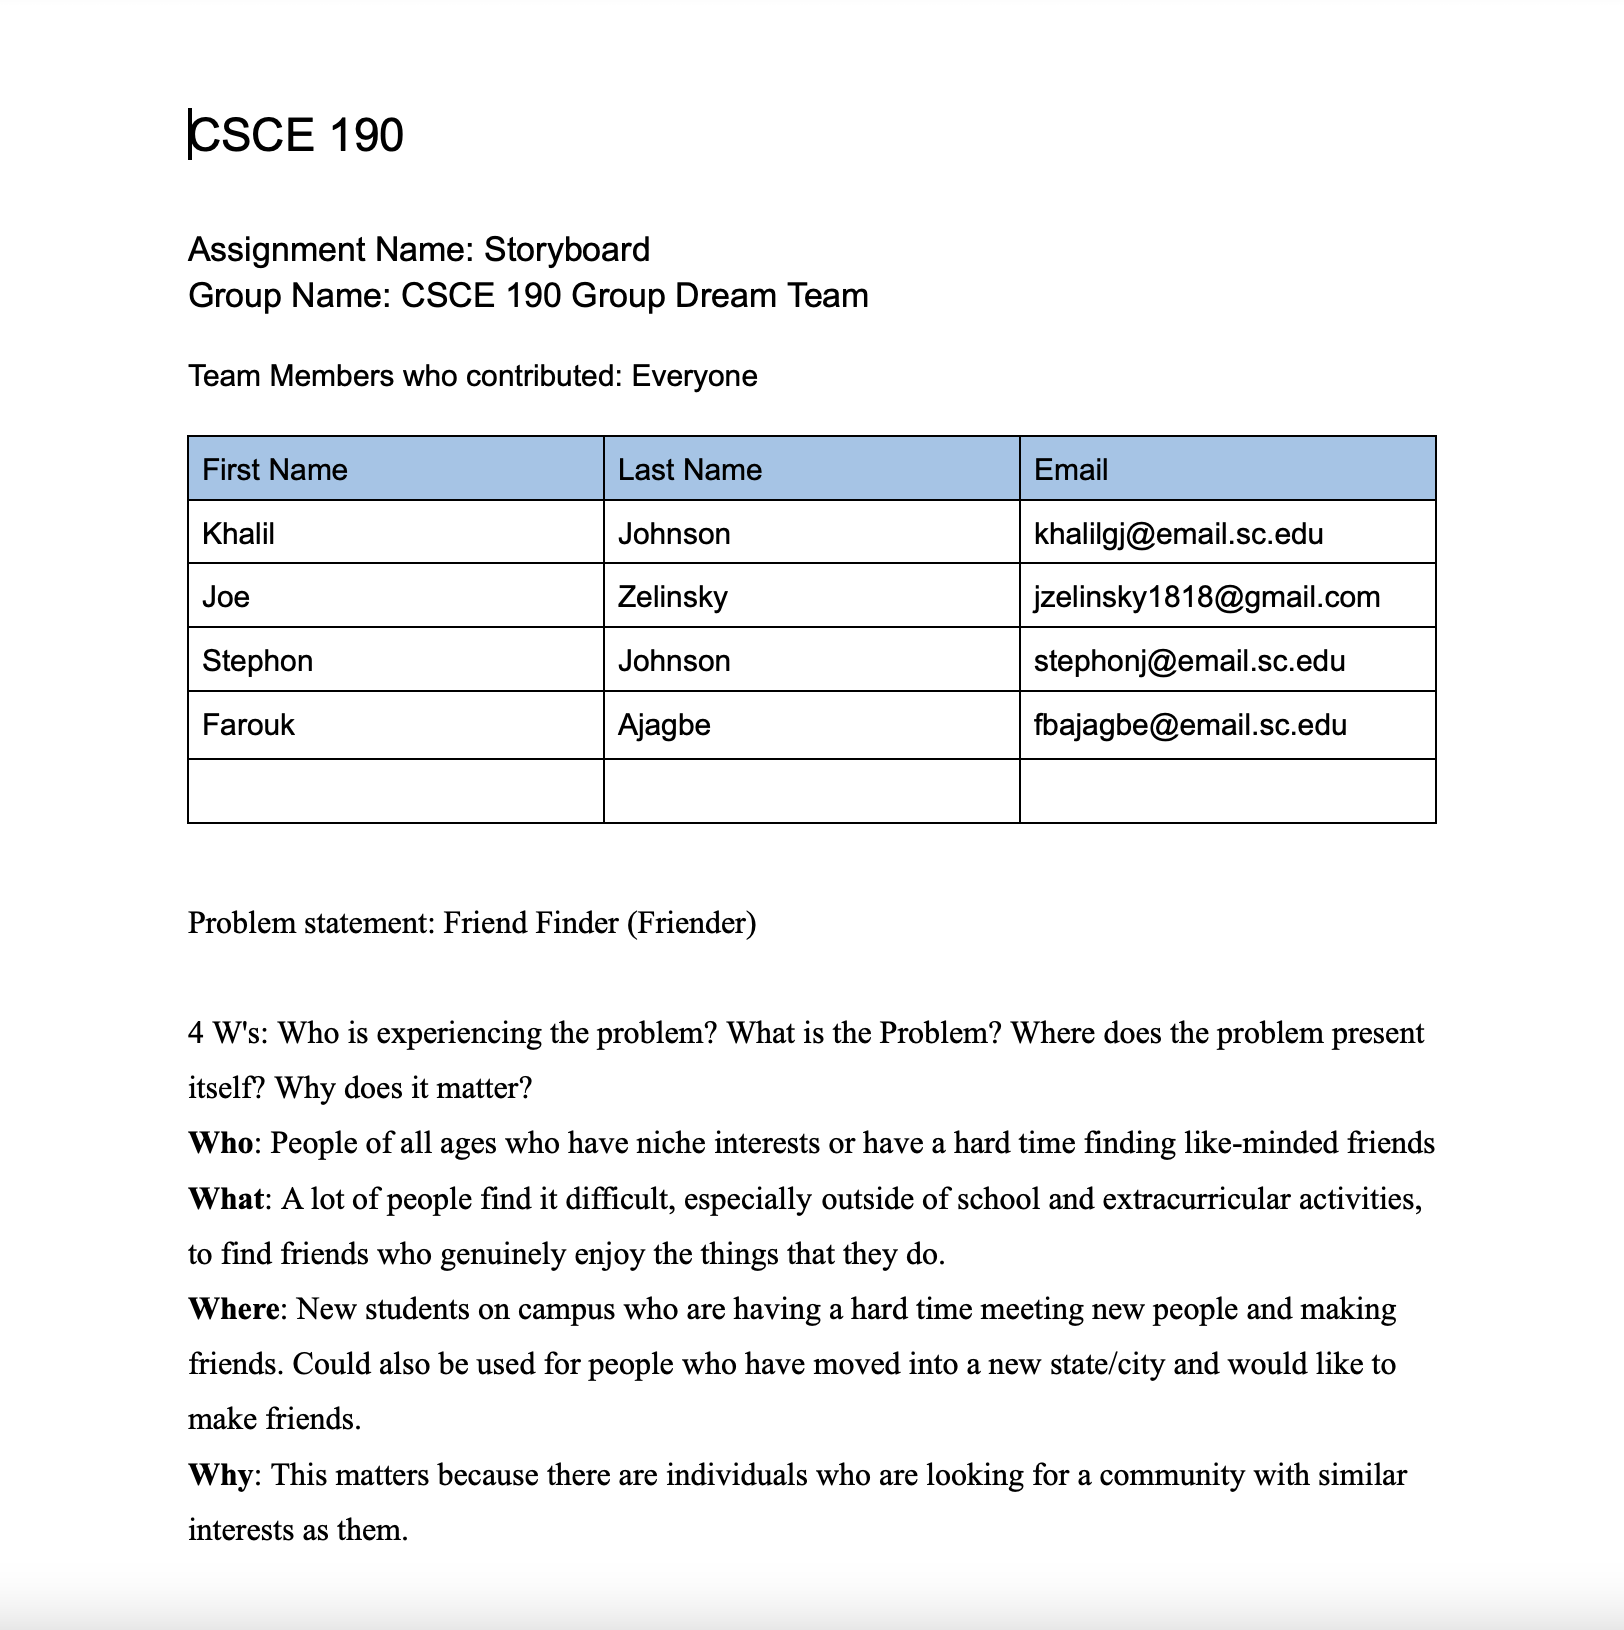 CSCE 190
Assignment Name: Storyboard
Group Name: CSCE 190 Group Dream Team
Team Members who contributed: Everyone
First Name Last Name Email
Khalil Johnson khalilgj@email.sc.edu
Joe Zelinsky jzelinsky1818@gmail.com
Stephon Johnson stephonj@email.sc.edu
Farouk Ajagbe fbajagbe@email.sc.edu
Problem statement: Friend Finder (Friender)
4 W's: Who is experiencing the problem? What is the Problem? Where does the problem present
itself? Why does it matter?
Who: People of all ages who have niche interests or have a hard time finding like-minded friends
What: A lot of people find it difficult, especially outside of school and extracurricular activities,
to find friends who genuinely enjoy the things that they do.
Where: New students on campus who are having a hard time meeting new people and making
friends. Could also be used for people who have moved into a new state/city and would like to
make friends.
Why: This matters because there are individuals who are looking for a community with similar
interests as them.